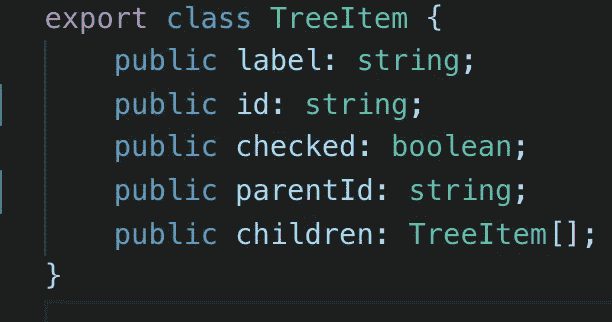 export class TreeItem {
    public label: string;
    public id: string;
    public checked: boolean;
    public parentId: string;
    public children: TreeItem[];
}